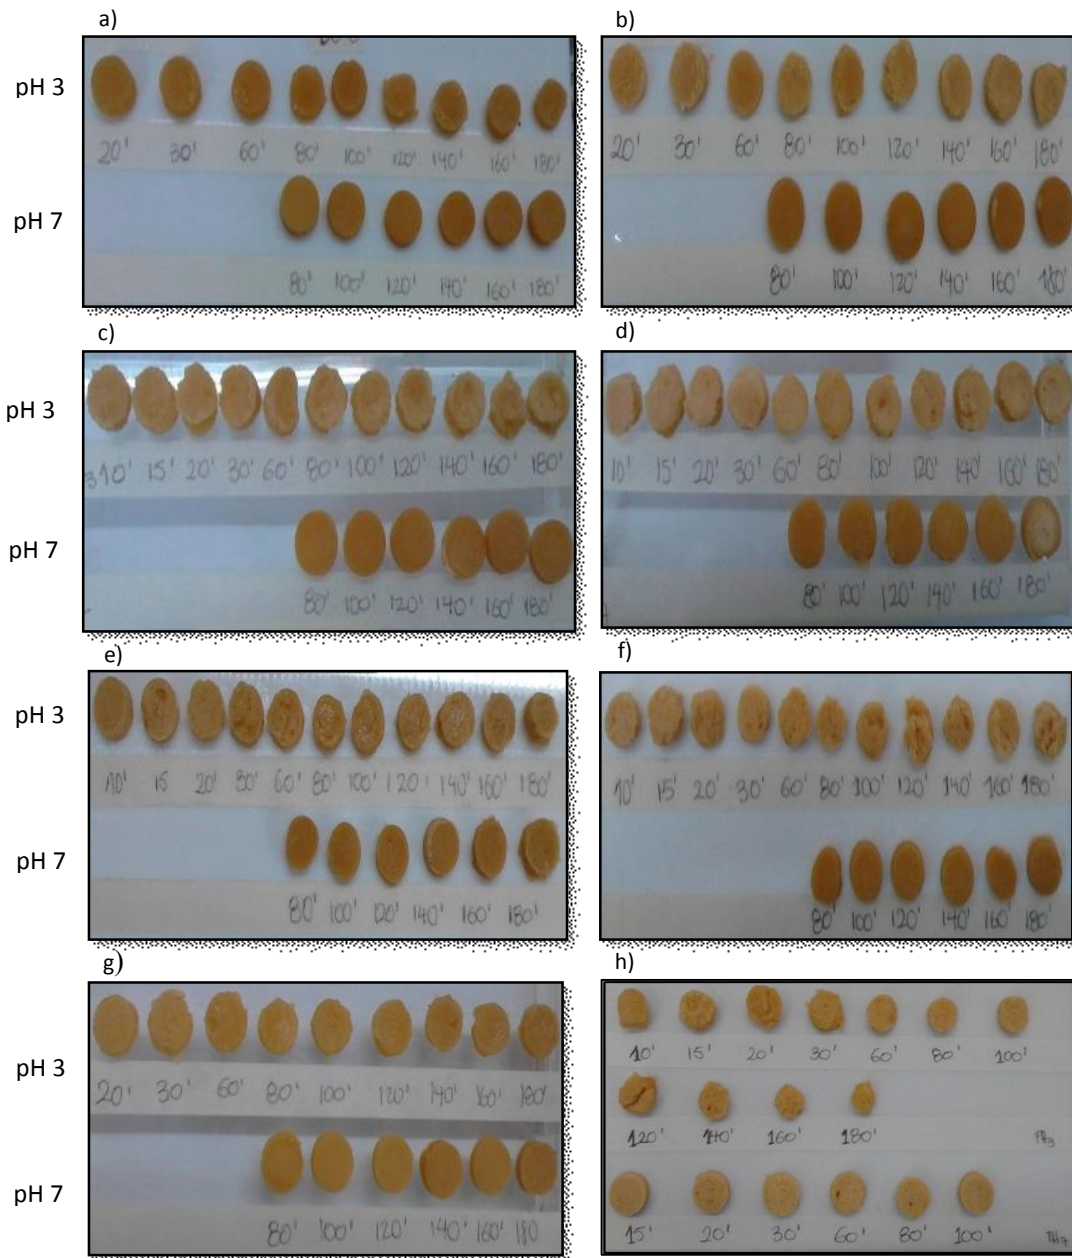 a)
pH 3
20' 30' 60' 80' 100' 120' 140' 160' 180'
pH 7
80' 100' 120' 140' 160' 180'
b)
20' 30' 60' 80' 100' 120' 140' 160' 180'
80' 100' 120' 140' 160' 180'
c)
pH 3
10' 15' 20' 30' 60' 80' 100' 120' 140' 160' 180'
pH 7
80' 100' 120' 140' 160' 180'
d)
10' 15' 20' 30' 60' 80' 100' 120' 140' 160' 180'
80' 100' 120' 140' 160' 180'
e)
pH 3
10' 15 20' 30' 60' 80' 100' 120' 140' 160' 180'
pH 7
80' 100' 120' 140' 160' 180'
f)
10' 15' 20' 30' 60' 80' 100' 120' 140' 160' 180'
80' 100' 120' 140' 160' 180'
g)
pH 3
20' 30' 60' 80' 100' 120' 140' 160' 180'
pH 7
80' 100' 120' 140' 160' 180
h)
10' 15' 20' 30' 60' 80' 100'
120' 140' 160' 180'
PH3
15' 20' 30' 60' 80' 100'
PH7